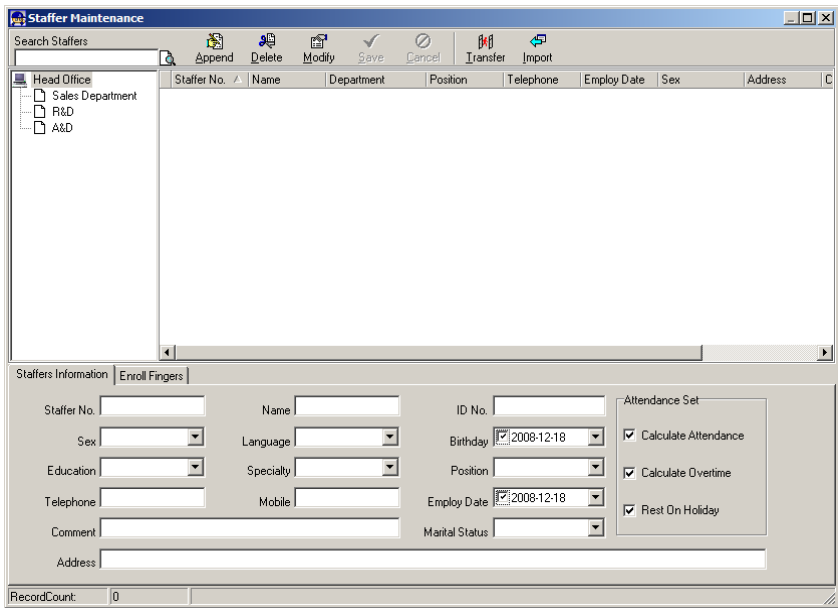 Staffer Maintenance
Search Staffers
Append Delete Modify Save Cancel Transfer Import
Head Office
Sales Department
R&D
A&D
Staffer No. Name Department Position Telephone Employ Date Sex Address C
Staffers Information Enroll Fingers
Staffer No. Name ID No. Attendance Set
Sex Language Birthday 2008-12-18 Calculate Attendance
Education Specialty Position Calculate Overtime
Telephone Mobile Employ Date 2008-12-18 Rest On Holiday
Comment Marital Status
Address
RecordCount: 0